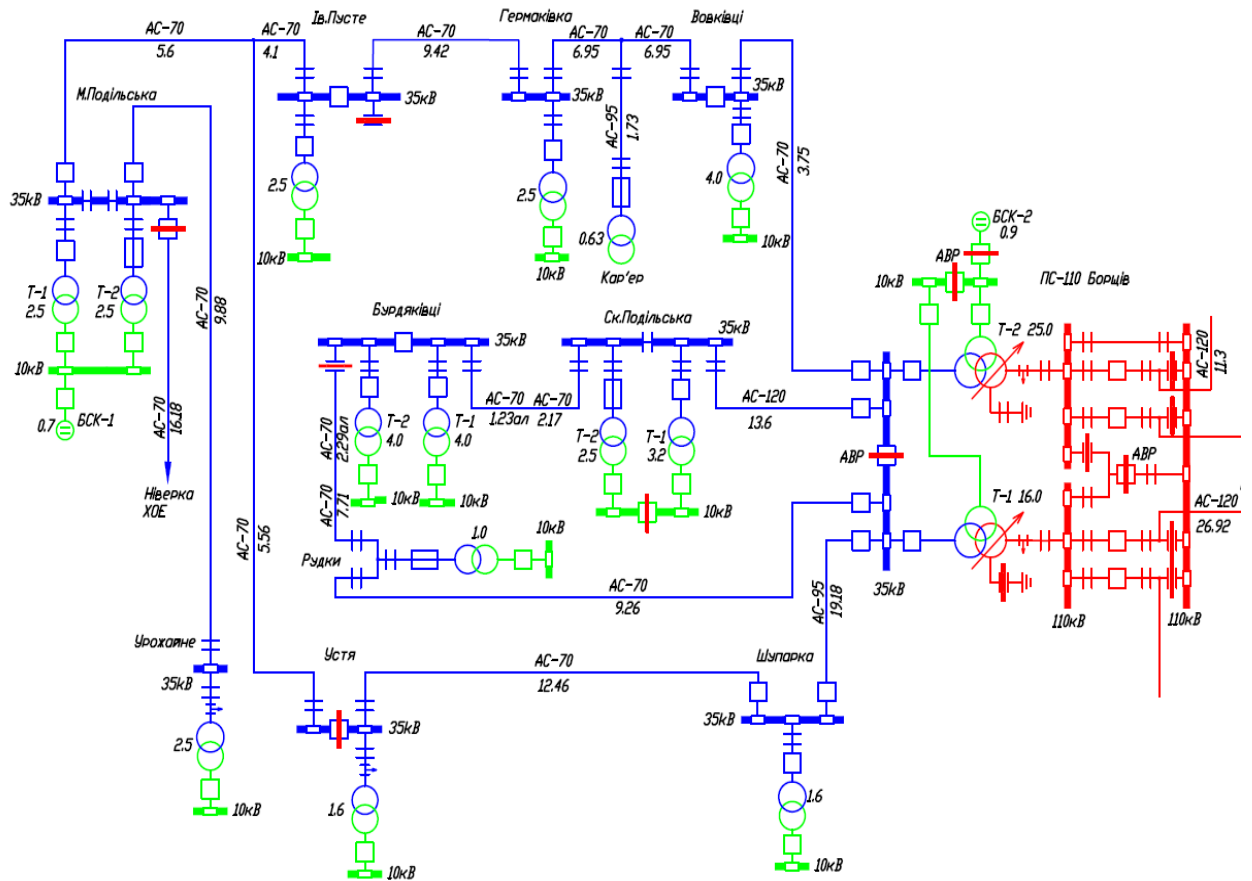 Ів.Пусте
Гермаківка
Вовківці
АС-70
5.6
АС-70
4.1
АС-70
9.42
АС-70
6.95
АС-70
6.95
М.Подільська
35кВ
35кВ
35кВ
АС-95
1.73
АС-70
3.75
2.5
2.5
4.0
35кВ
0.63
10кВ
10кВ
10кВ
Кар'ер
БСК-2
0.9
АВР
10кВ
ПС-110 Борщів
Т-1
2.5
Т-2
2.5
АС-70
9.88
Бурдяківці
Ск.Подільська
35кВ
35кВ
Т-2 25.0
АС-120
11.3
10кВ
0.7
БСК-1
АС-70
16.18
АС-70
1.23ал
АС-70
2.17
АС-120
13.6
АС-70
2.29ал
АС-70
7.71
Т-2
4.0
Т-1
4.0
Т-2
2.5
Т-1
3.2
АВР
АВР
10кВ
10кВ
10кВ
Ніверка
ХОЕ
Т-1 16.0
АС-120
26.92
АС-70
5.56
Рудки
1.0
10кВ
АС-70
9.26
АС-95
19.18
35кВ
110кВ
110кВ
Урожайне
35кВ
2.5
10кВ
Устя
АС-70
12.46
Шупарка
35кВ
35кВ
1.6
1.6
10кВ
10кВ